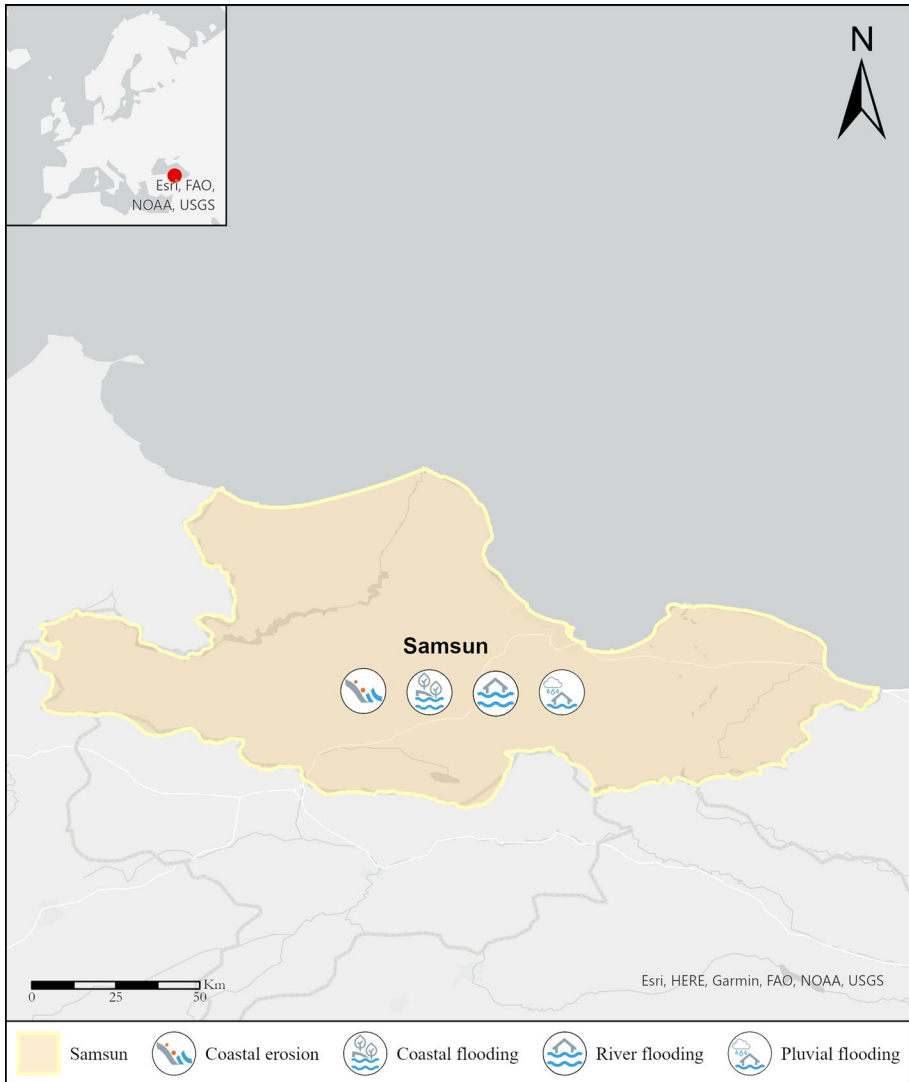 N
Esri, FAO,
NOAA, USGS
Samsun
Km
0 25 50
Esri, HERE, Garmin, FAO, NOAA, USGS
Samsun Coastal erosion Coastal flooding River flooding Pluvial flooding